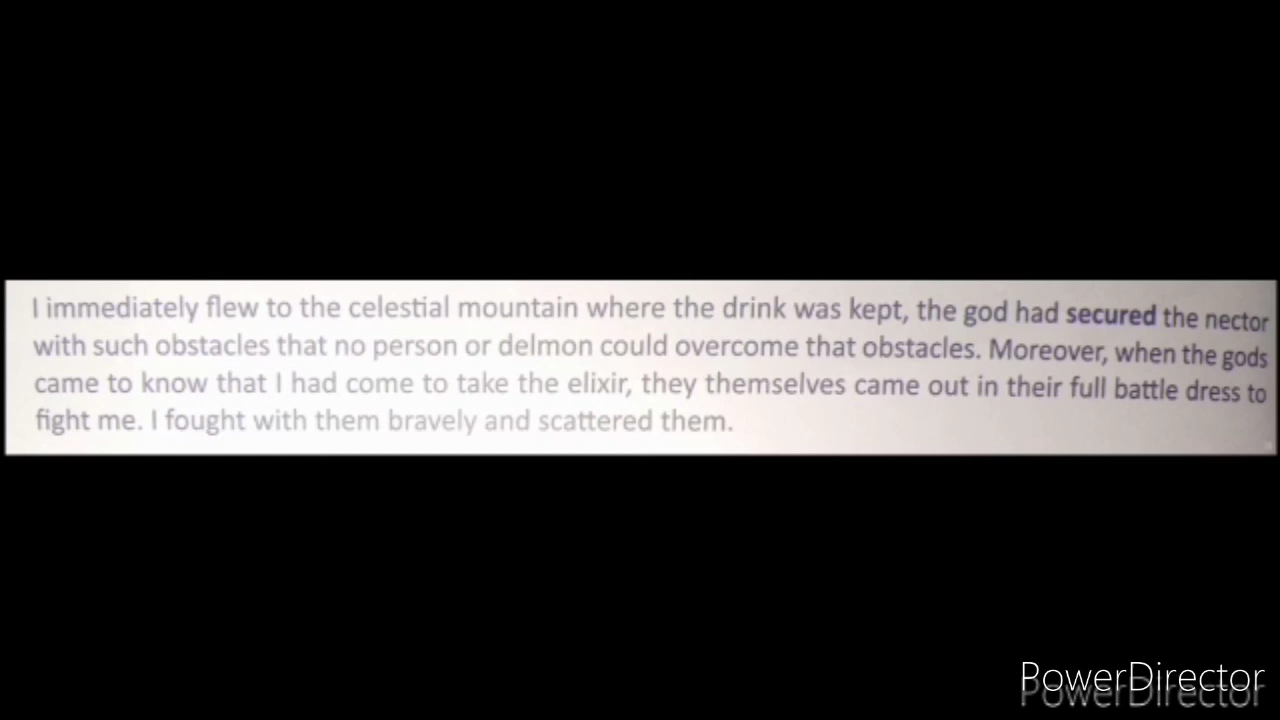 I immediately flew to the celestial mountain where the drink was kept, the god had secured the nector
with such obstacles that no person or delmon could overcome that obstacles. Moreover, when the gods
came to know that I had come to take the elixir, they themselves came out in their full battle dress to
fight me. I fought with them bravely and scattered them.
PowerDirector
PowerDirector